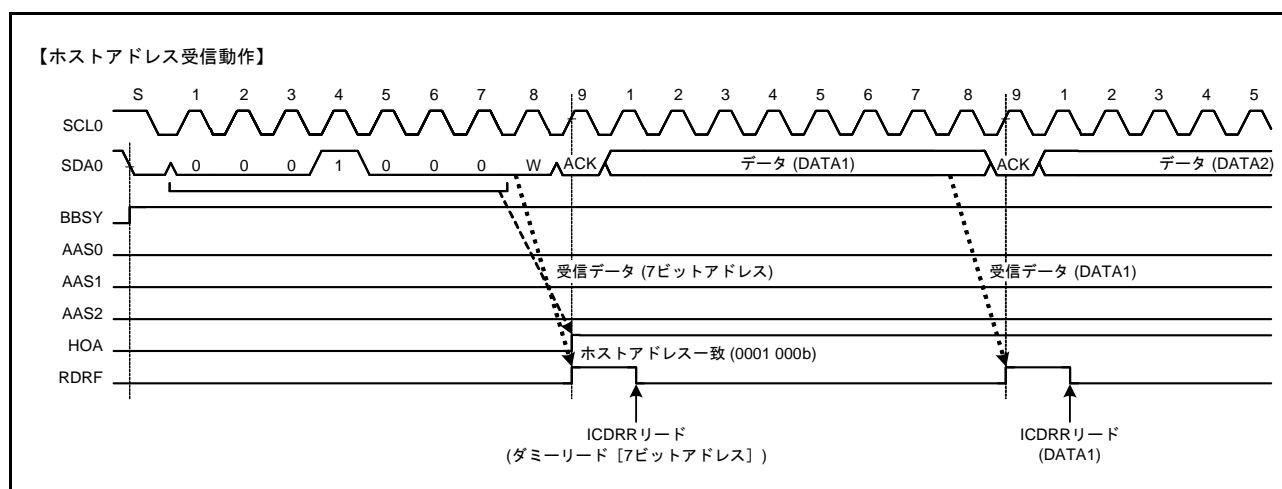 【ホストアドレス受信動作】
S 1 2 3 4 5 6 7 8 9 1 2 3 4 5 6 7 8 9 1 2 3 4 5
SCL0
SDA0 0 0 0 1 0 0 0 W ACK データ (DATA1) ACK データ (DATA2)
BBSY
AAS0
AAS1 受信データ (7ビットアドレス) 受信データ (DATA1)
AAS2
HOA ホストアドレス一致 (0001 000b)
RDRF
ICDRRリード ICDRRリード
(ダミーリード［7ビットアドレス］) (DATA1)